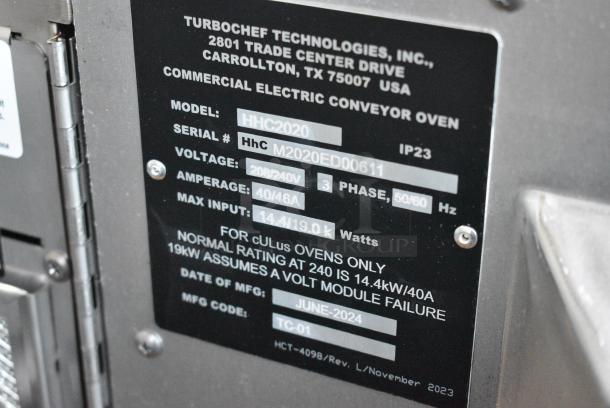 TURBOCHEF TECHNOLOGIES, INC.,
2801 TRADE CENTER DRIVE
CARROLLTON, TX 75007 USA
COMMERCIAL ELECTRIC CONVEYOR OVEN
MODEL: HHC2020 IP23
SERIAL # HhC M2020ED00611
VOLTAGE: 208/240V 3 PHASE, 50/60 Hz
AMPERAGE: 40/48A
MAX INPUT: 14.4/19.0 k Watts
FOR cULus OVENS ONLY
NORMAL RATING AT 240 IS 14.4kW/40A
19kW ASSUMES A VOLT MODULE FAILURE
DATE OF MFG: JUNE-2024
MFG CODE: TC-01
HCT-4098/Rev. L/November 2023
GROUP